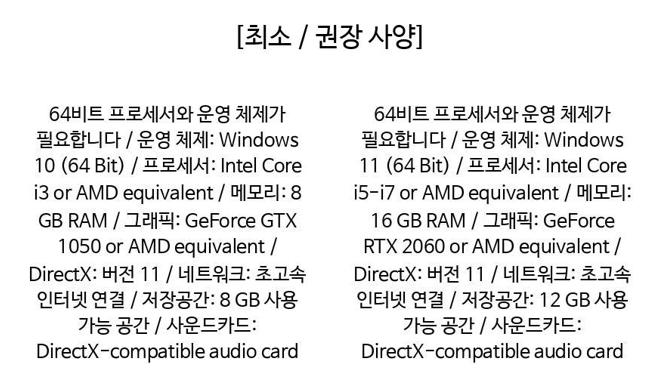 [최소 / 권장 사양]
64비트 프로세서와 운영 체제가
필요합니다 / 운영 체제: Windows
10 (64 Bit) / 프로세서: Intel Core
i3 or AMD equivalent / 메모리: 8
GB RAM / 그래픽: GeForce GTX
1050 or AMD equivalent /
DirectX: 버전 11 / 네트워크: 초고속
인터넷 연결 / 저장공간: 8 GB 사용
가능 공간 / 사운드카드:
DirectX-compatible audio card
64비트 프로세서와 운영 체제가
필요합니다 / 운영 체제: Windows
11 (64 Bit) / 프로세서: Intel Core
i5-i7 or AMD equivalent / 메모리:
16 GB RAM / 그래픽: GeForce
RTX 2060 or AMD equivalent /
DirectX: 버전 11 / 네트워크: 초고속
인터넷 연결 / 저장공간: 12 GB 사용
가능 공간 / 사운드카드:
DirectX-compatible audio card